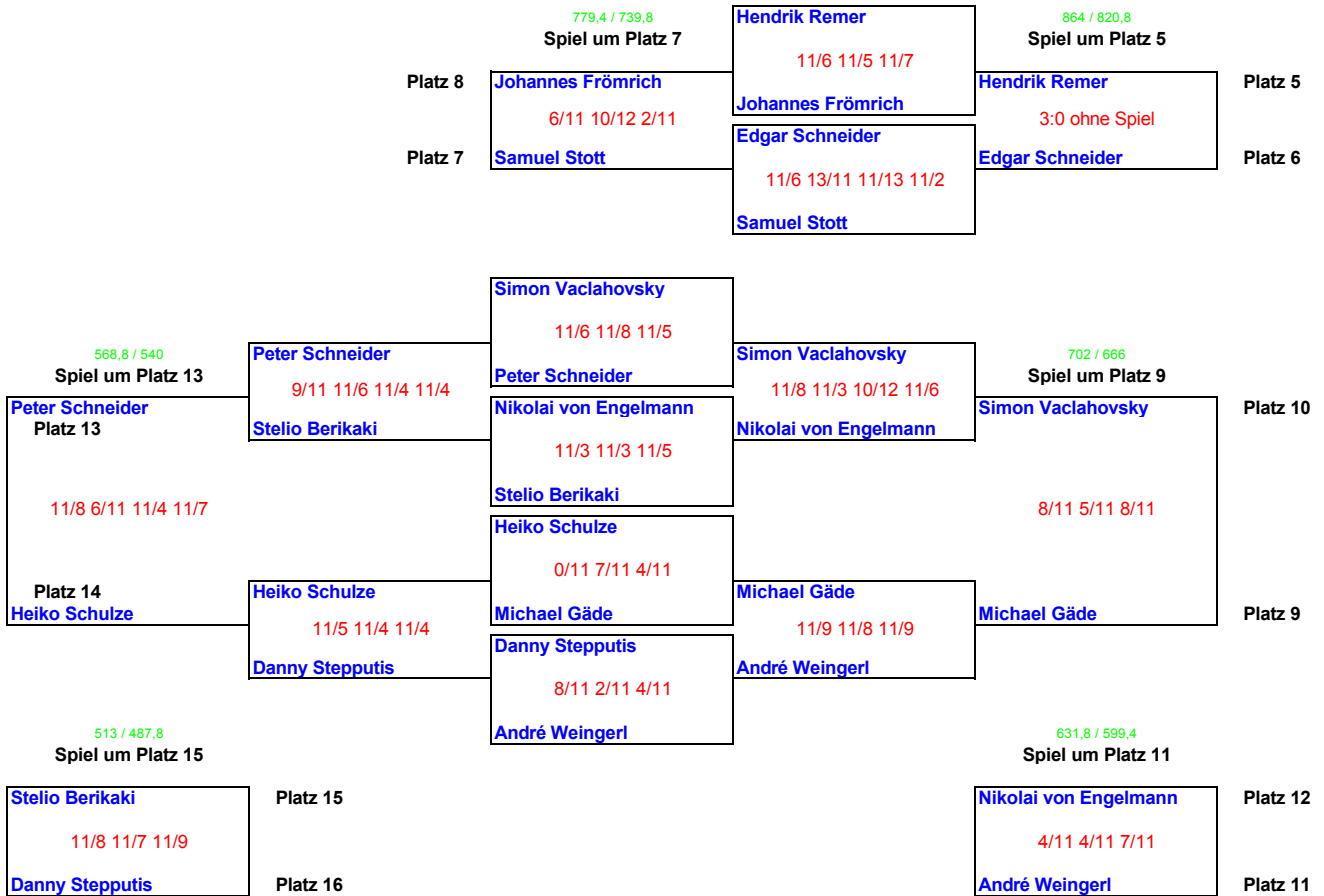 779,4 / 739,8
Hendrik Remer
864 / 820,8
Spiel um Platz 7
Spiel um Platz 5
11/6 11/5 11/7
Platz 8
Johannes Frömrich
Hendrik Remer
Platz 5
Johannes Frömrich
6/11 10/12 2/11
3:0 ohne Spiel
Edgar Schneider
Platz 7
Samuel Stott
Edgar Schneider
Platz 6
11/6 13/11 11/13 11/2
Samuel Stott
Simon Vaclahovsky
11/6 11/8 11/5
568,8 / 540
Peter Schneider
Simon Vaclahovsky
702 / 666
Spiel um Platz 13
Peter Schneider
Spiel um Platz 9
9/11 11/6 11/4 11/4
11/8 11/3 10/12 11/6
Peter Schneider
Nikolai von Engelmann
Simon Vaclahovsky
Platz 10
Platz 13
Stelio Berikaki
Nikolai von Engelmann
11/3 11/3 11/5
Stelio Berikaki
11/8 6/11 11/4 11/7
8/11 5/11 8/11
Heiko Schulze
0/11 7/11 4/11
Platz 14
Heiko Schulze
Michael Gäde
Heiko Schulze
Michael Gäde
Michael Gäde
Platz 9
11/5 11/4 11/4
11/9 11/8 11/9
Danny Stepputis
Danny Stepputis
André Weingerl
8/11 2/11 4/11
André Weingerl
513 / 487,8
631,8 / 599,4
Spiel um Platz 15
Spiel um Platz 11
Stelio Berikaki
Platz 15
Nikolai von Engelmann
Platz 12
11/8 11/7 11/9
4/11 4/11 7/11
Danny Stepputis
Platz 16
André Weingerl
Platz 11